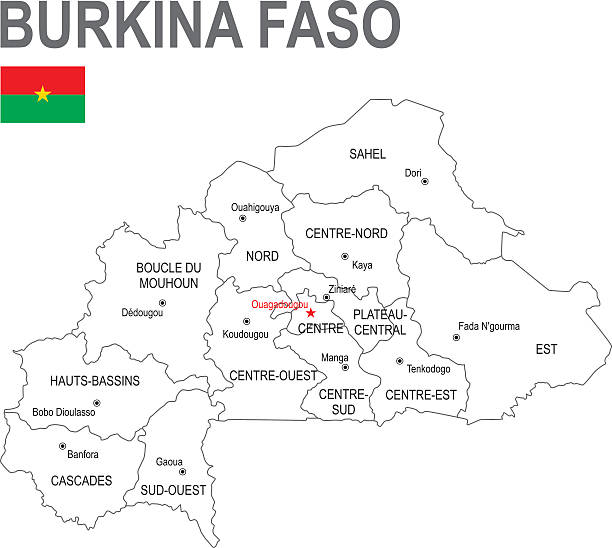 BURKINA FASO
SAHEL
Dori
Ouahigouya
NORD
CENTRE-NORD
Kaya
BOUCLE DU
MOUHOUN
Dédougou
Ziniaré
Ouagadougou
PLATEAU-
CENTRAL
CENTRE
Koudougou
Fada N'gourma
EST
Manga
Tenkodogo
CENTRE-OUEST
HAUTS-BASSINS
CENTRE-
SUD
CENTRE-EST
Bobo Dioulasso
Banfora
Gaoua
CASCADES
SUD-OUEST